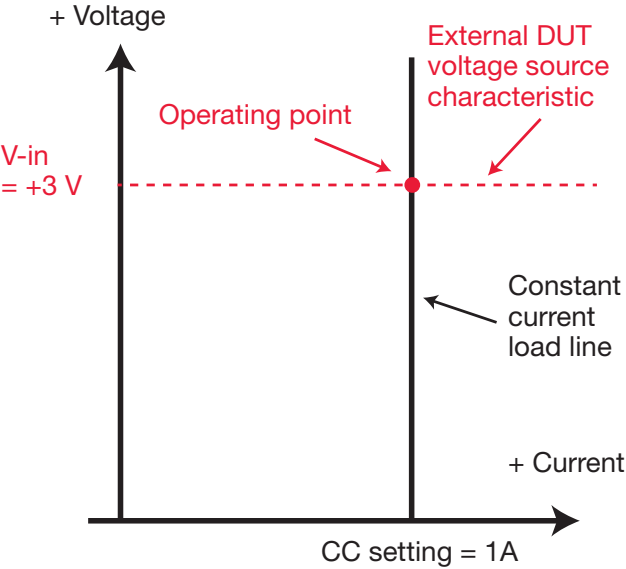 + Voltage
External DUT
voltage source
characteristic
Operating point
V-in
= +3 V
Constant
current
load line
+ Current
CC setting = 1A